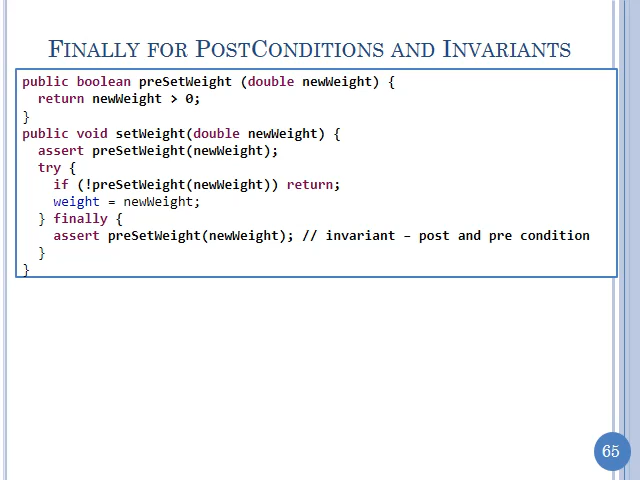 FINALLY FOR POSTCONDITIONS AND INVARIANTS
public boolean preSetWeight (double newWeight) {
  return newWeight > 0;
}
public void setWeight(double newWeight) {
  assert preSetWeight(newWeight);
  try {
    if (!preSetWeight(newWeight)) return;
    weight = newWeight;
  } finally {
    assert preSetWeight(newWeight); // invariant – post and pre condition
  }
}
65